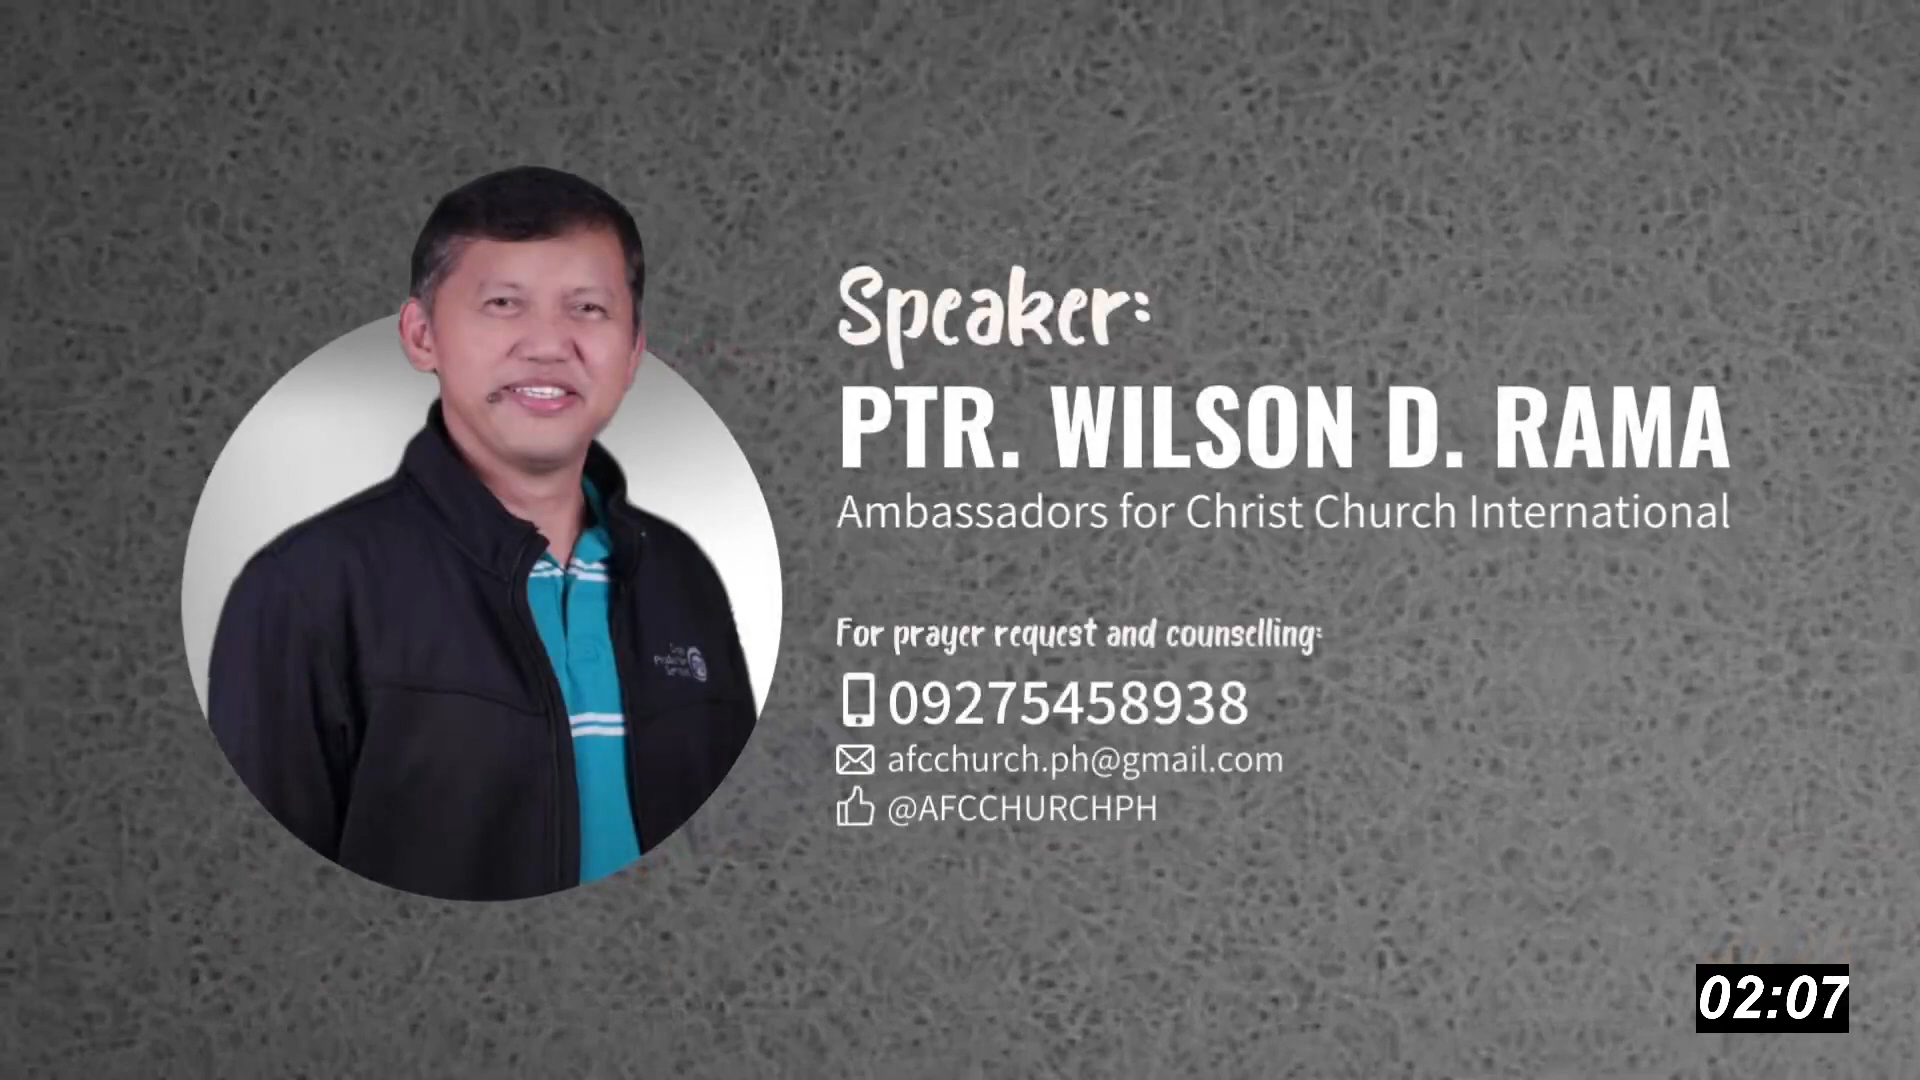 Speaker:
PTR. WILSON D. RAMA
Ambassadors for Christ Church International
For prayer request and counselling:
09275458938
afcchurch.ph@gmail.com
@AFCCHURCHPH
02:07